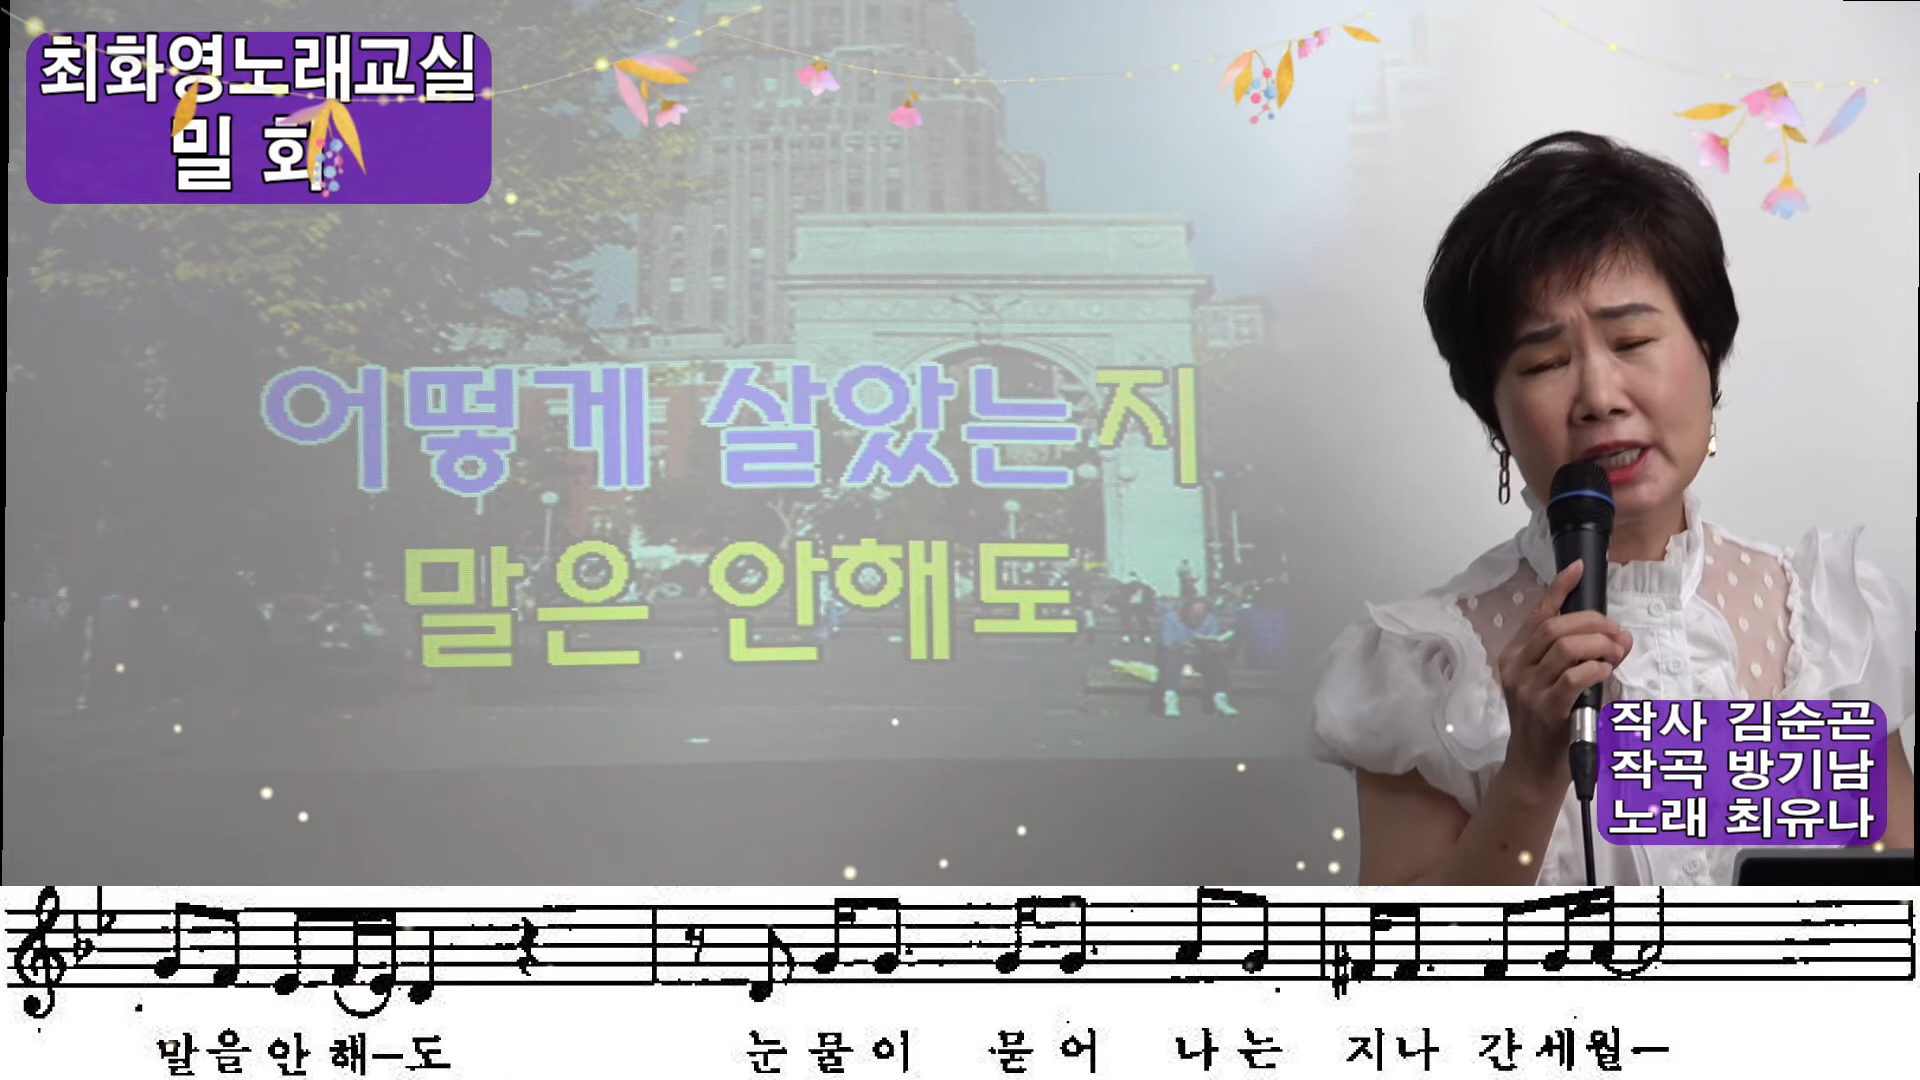 최화영노래교실
밀 회
어떻게 살았는지
말은 안해도
작사 김순곤
작곡 방기남
노래 최유나
말을안해-도 눈물이 묻어 나는 지나 간세월-